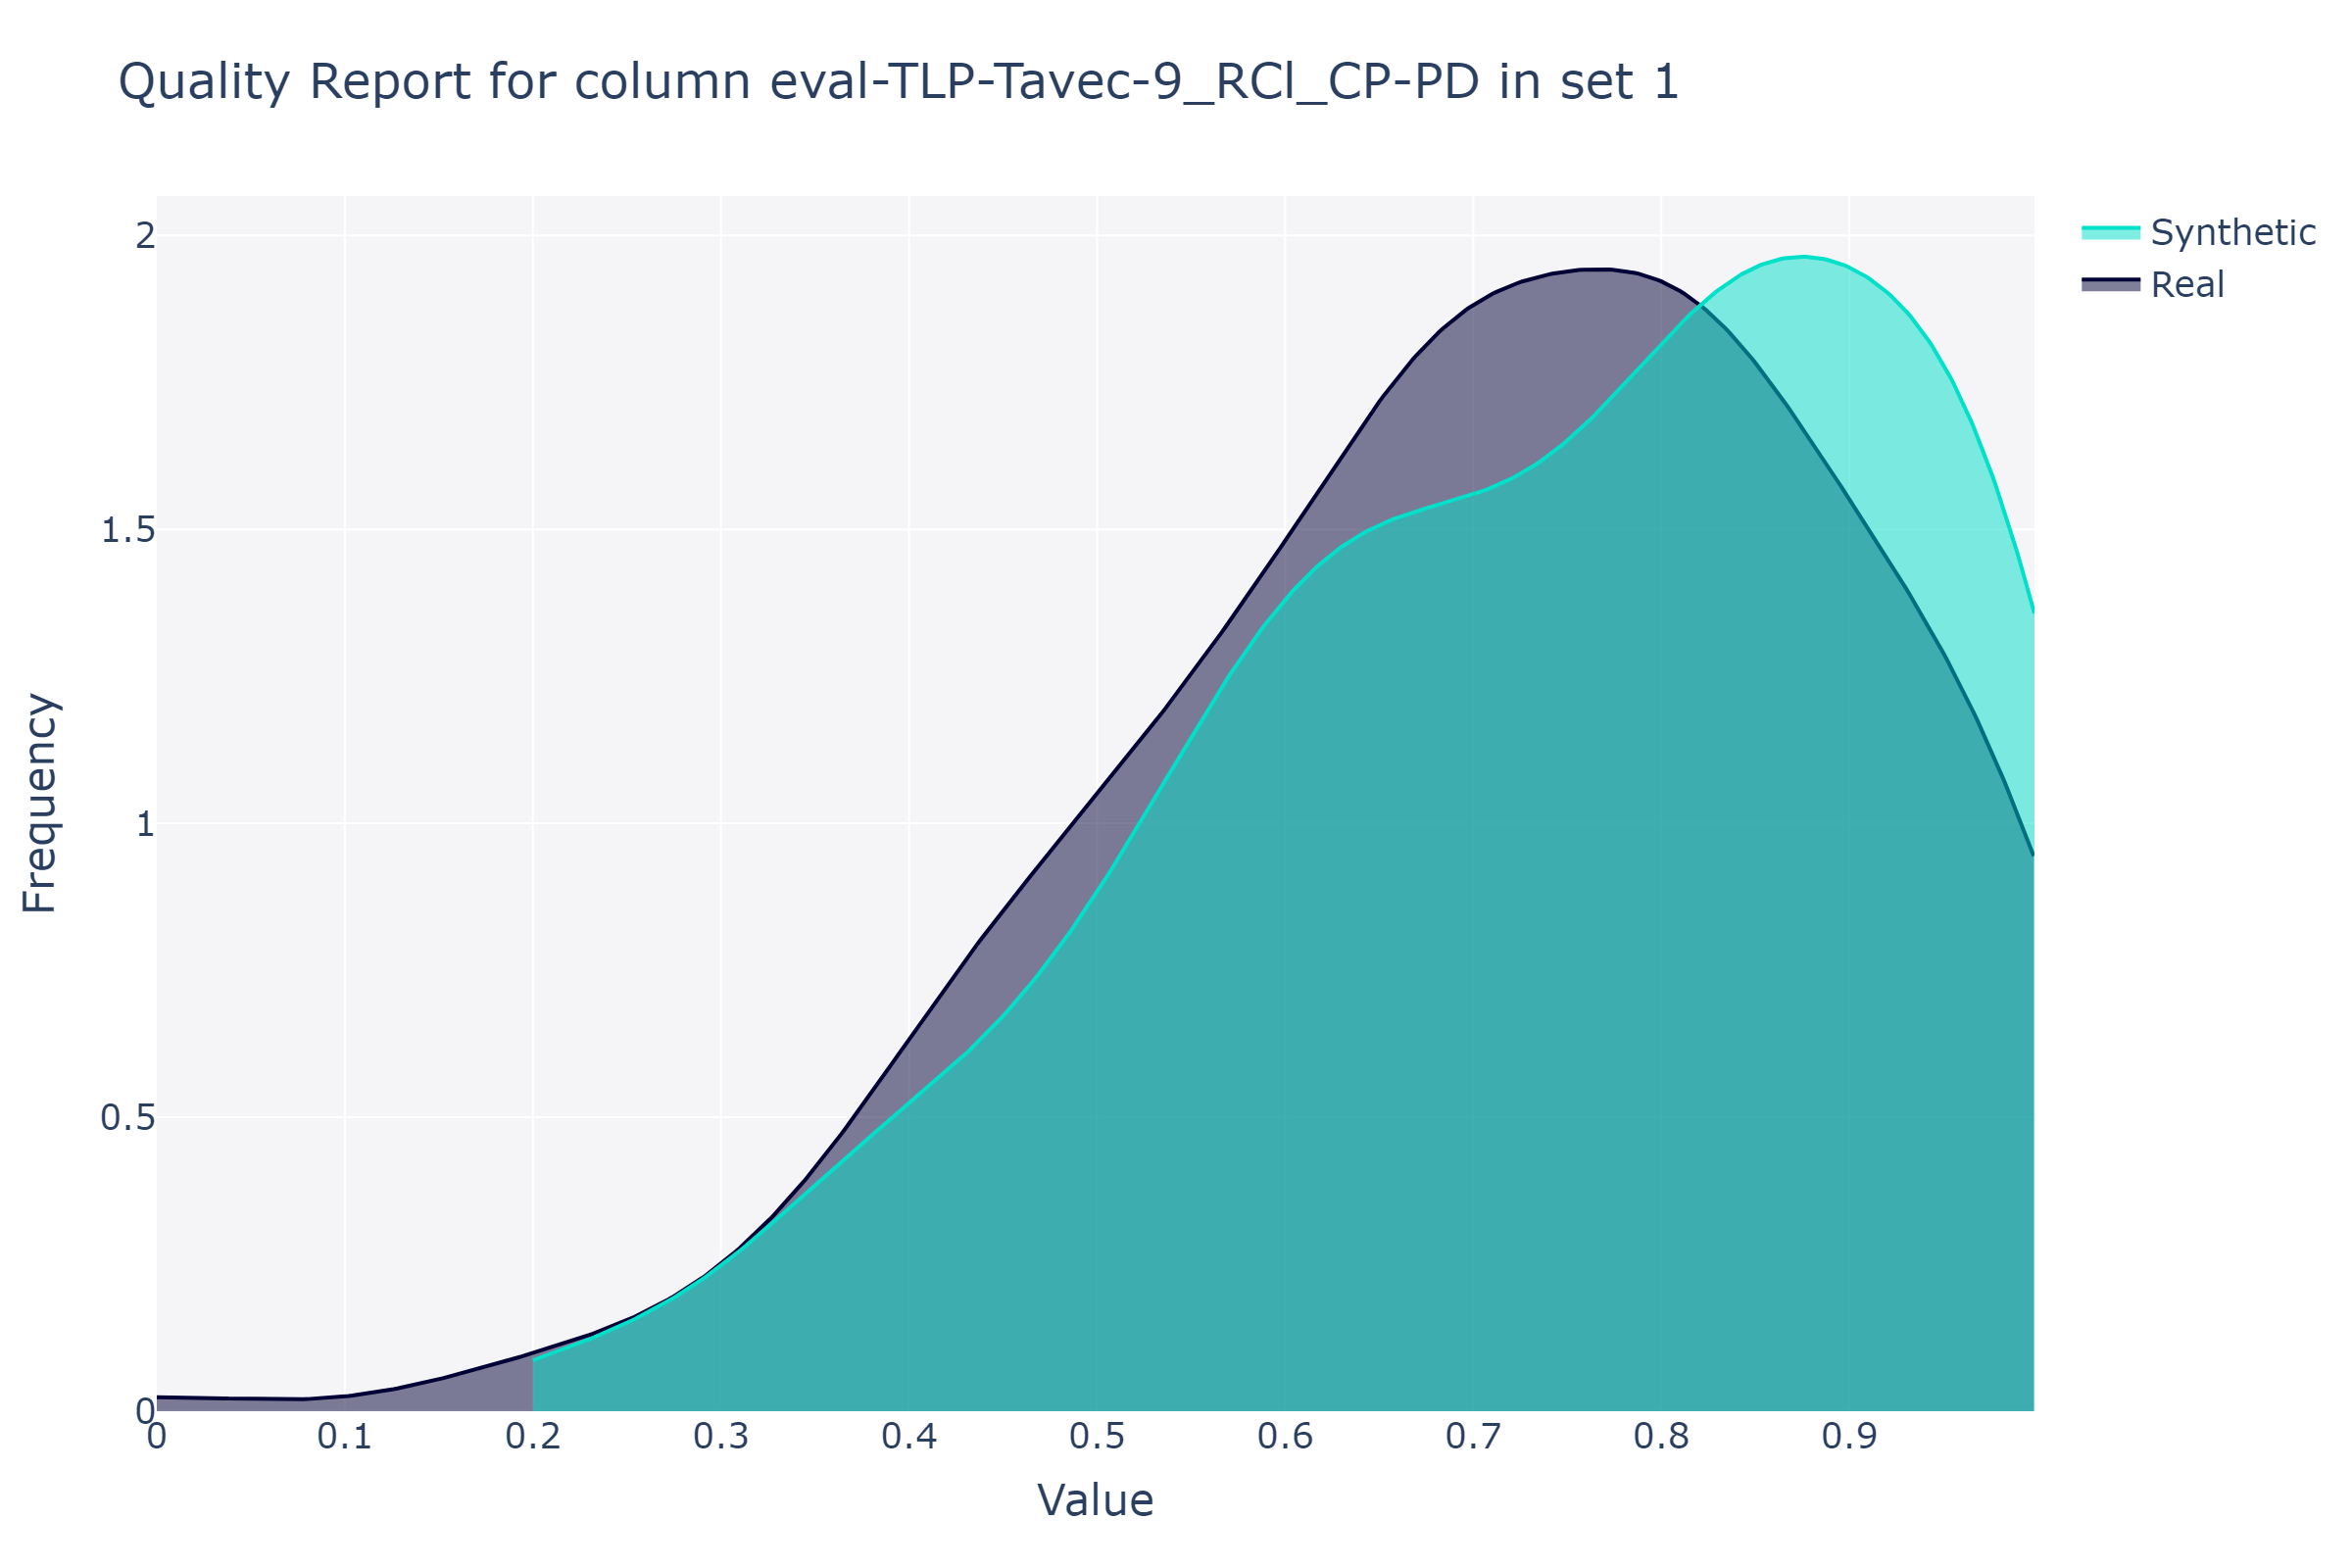 Quality Report for column eval-TLP-Tavec-9_RCl_CP-PD in set 1
Synthetic
Real
2
1.5
1
0.5
0
Frequency
0 0.1 0.2 0.3 0.4 0.5 0.6 0.7 0.8 0.9
Value